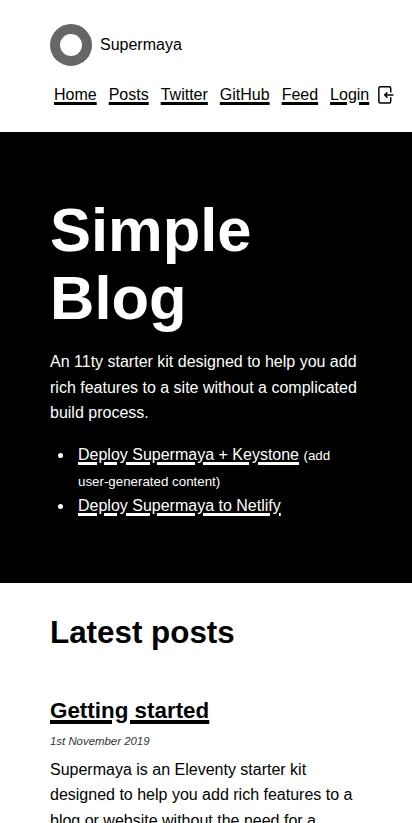 Supermaya
Home Posts Twitter GitHub Feed Login
Simple
Blog
An 11ty starter kit designed to help you add
rich features to a site without a complicated
build process.
Deploy Supermaya + Keystone (add
user-generated content)
Deploy Supermaya to Netlify
Latest posts
Getting started
1st November 2019
Supermaya is an Eleventy starter kit
designed to help you add rich features to a
blog or website without the need for a